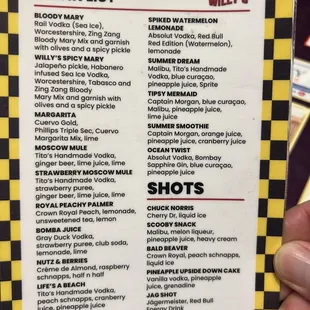 WILLY'S
BLOODY MARY
Rail Vodka (Sea Ice),
Worcestershire, Zing Zang
Bloody Mary Mix and garnish
with olives and a spicy pickle
WILLY'S SPICY MARY
Jalapeño pickle, Habanero
infused Sea Ice Vodka,
Worcestershire, Tabasco and
Zing Zang Bloody
Mary Mix and garnish with
olives and a spicy pickle
MARGARITA
Cuervo Gold,
Phillips Triple Sec, Cuervo
Margarita Mix, lime
MOSCOW MULE
Tito's Handmade Vodka,
ginger beer, lime juice, lime
STRAWBERRY MOSCOW MULE
Tito's Handmade Vodka,
strawberry puree,
ginger beer, lime juice, lime
ROYAL PEACHY PALMER
Crown Royal Peach, lemonade,
unsweetened tea, lemon
BOMBA JUICE
Gray Duck Vodka,
strawberry puree, club soda,
lemonade, lime
NUTZ & BERRIES
Crème de Almond, raspberry
schnapps, half n half
LIFE'S A BEACH
Tito's Handmade Vodka,
peach schnapps, cranberry
juice, pineapple juice
SPIKED WATERMELON
LEMONADE
Absolut Vodka, Red Bull
Red Edition (Watermelon),
lemonade
SUMMER DREAM
Malibu, Tito's Handmade
Vodka, blue curaçao,
pineapple juice, Sprite
TIPSY MERMAID
Captain Morgan, blue curaçao,
Malibu, pineapple juice,
lime juice
SUMMER SMOOTHIE
Captain Morgan, orange juice,
pineapple juice, cranberry juice
OCEAN TWIST
Absolut Vodka, Bombay
Sapphire Gin, blue curaçao,
lemonade
SHOTS
CHUCK NORRIS
Cherry Dr, liquid ice
SCOOBY SNACK
Malibu, melon liqueur,
pineapple juice, heavy cream
BALD BEAVER
Crown Royal, peach schnapps,
liquid ice
PINEAPPLE UPSIDE DOWN CAKE
Vanilla vodka, pineapple
juice, grenadine
JAG SHOT
Jägermeister, Red Bull
Energy Drink